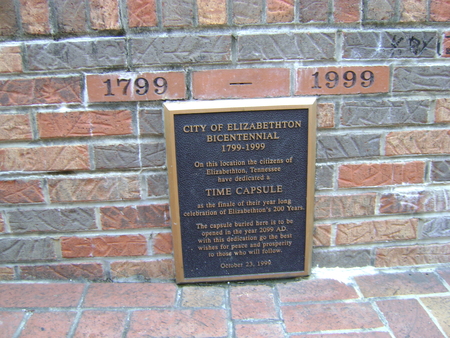 1799 — 1999
CITY OF ELIZABETHTON
BICENTENNIAL
1799-1999
On this location the citizens of
Elizabethton, Tennessee
have dedicated a
TIME CAPSULE
as the finale of their year long
celebration of Elizabethton's 200 Years.
The capsule buried here is to be
opened in the year 2099 AD.
with this dedication go the best
wishes for peace and prosperity
to those who will follow.
October 23, 1999